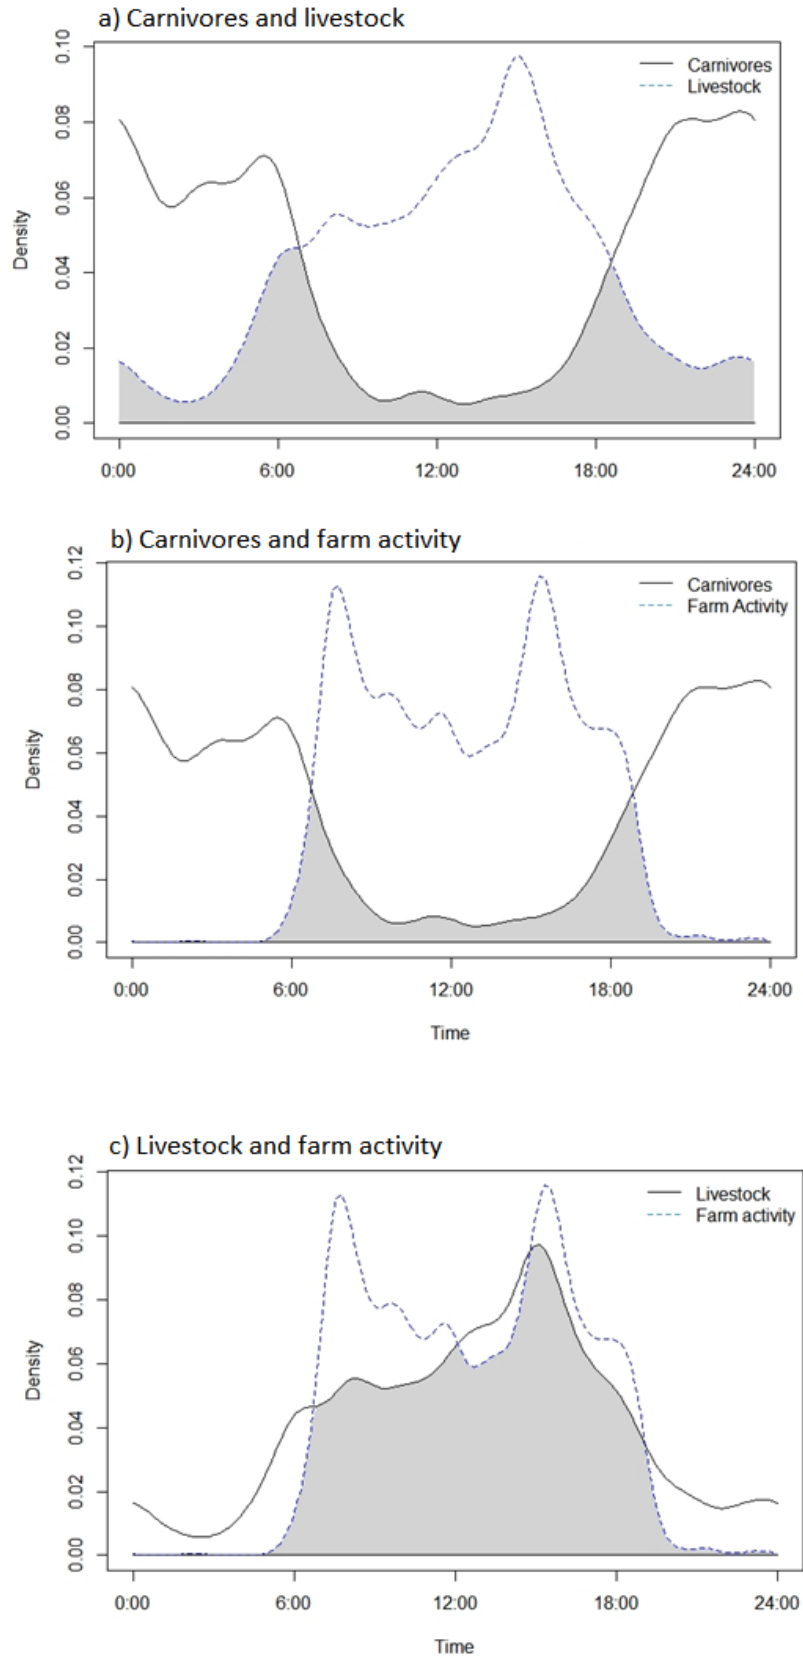 a) Carnivores and livestock
Carnivores
Livestock
Density
0.00
0.02
0.04
0.06
0.08
0.10
0:00
6:00
12:00
18:00
24:00
b) Carnivores and farm activity
Carnivores
Farm Activity
Density
0.00
0.02
0.04
0.06
0.08
0.10
0.12
0:00
6:00
12:00
18:00
24:00
Time
c) Livestock and farm activity
Livestock
Farm activity
Density
0.00
0.02
0.04
0.06
0.08
0.10
0.12
0:00
6:00
12:00
18:00
24:00
Time